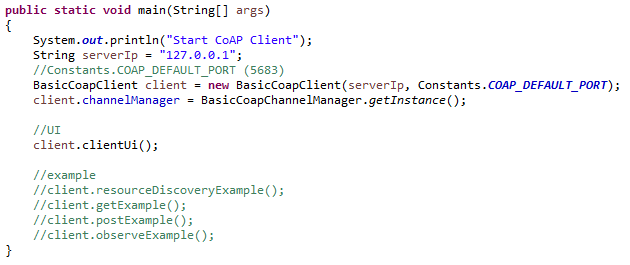 public static void main(String[] args)
{
    System.out.println("Start CoAP Client");
    String serverIp = "127.0.0.1";
    //Constants.COAP_DEFAULT_PORT (5683)
    BasicCoapClient client = new BasicCoapClient(serverIp, Constants.COAP_DEFAULT_PORT);
    client.channelManager = BasicCoapChannelManager.getInstance();

    //UI
    client.clientUi();

    //example
    //client.resourceDiscoveryExample();
    //client.getExample();
    //client.postExample();
    //client.observeExample();
}